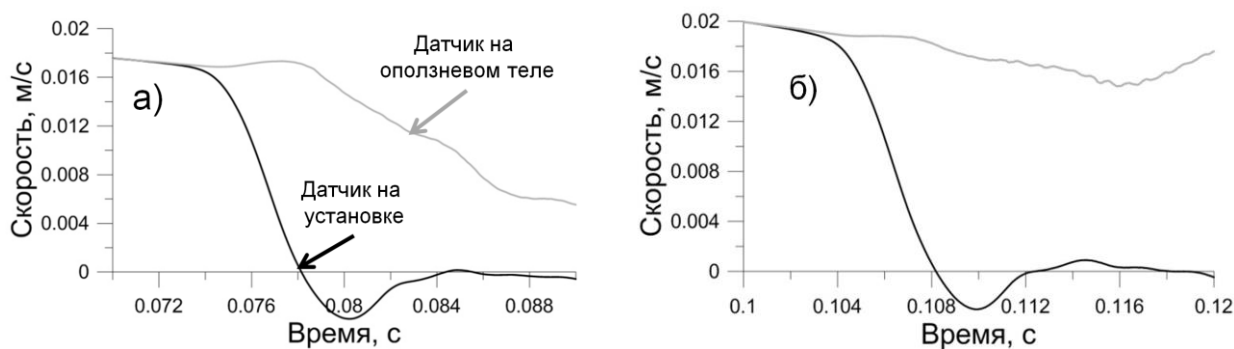 0.02
0.016
0.012
0.008
0.004
0
Скорость, м/с
а)
Датчик на
оползневом теле
Датчик на
установке
0.072
0.076
0.08
0.084
0.088
Время, с
0.02
0.016
0.012
0.008
0.004
0
Скорость, м/с
б)
0.1
0.104
0.108
0.112
0.116
0.12
Время, с